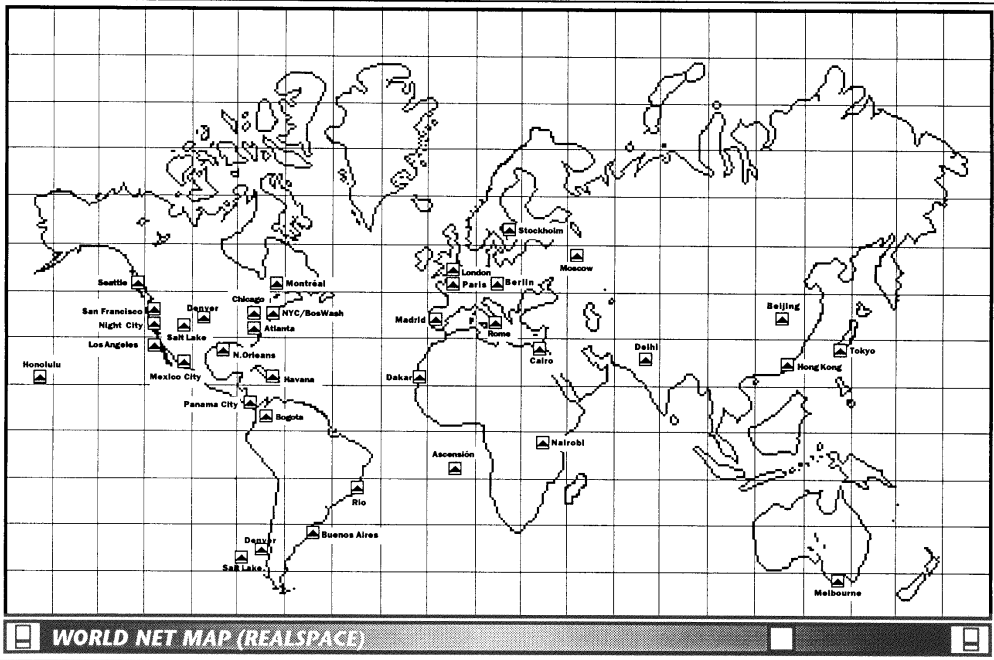 Stockholm
Moscow
London
Seattle
Montréal
Paris
Berlin
Chicago
San Francisco
Denver
NYC/BosWash
Beijing
Night City
Madrid
Atlanta
Salt Lake
Rome
Los Angeles
Delhi
Tokyo
N.Orleans
Cairo
Honolulu
Hong Kong
Mexico City
Havana
Dakar
Panama City
Bogota
Nairobi
Ascensión
Rio
Buenos Aires
Denver
Salt Lake
Melbourne
WORLD NET MAP (REALSPACE)